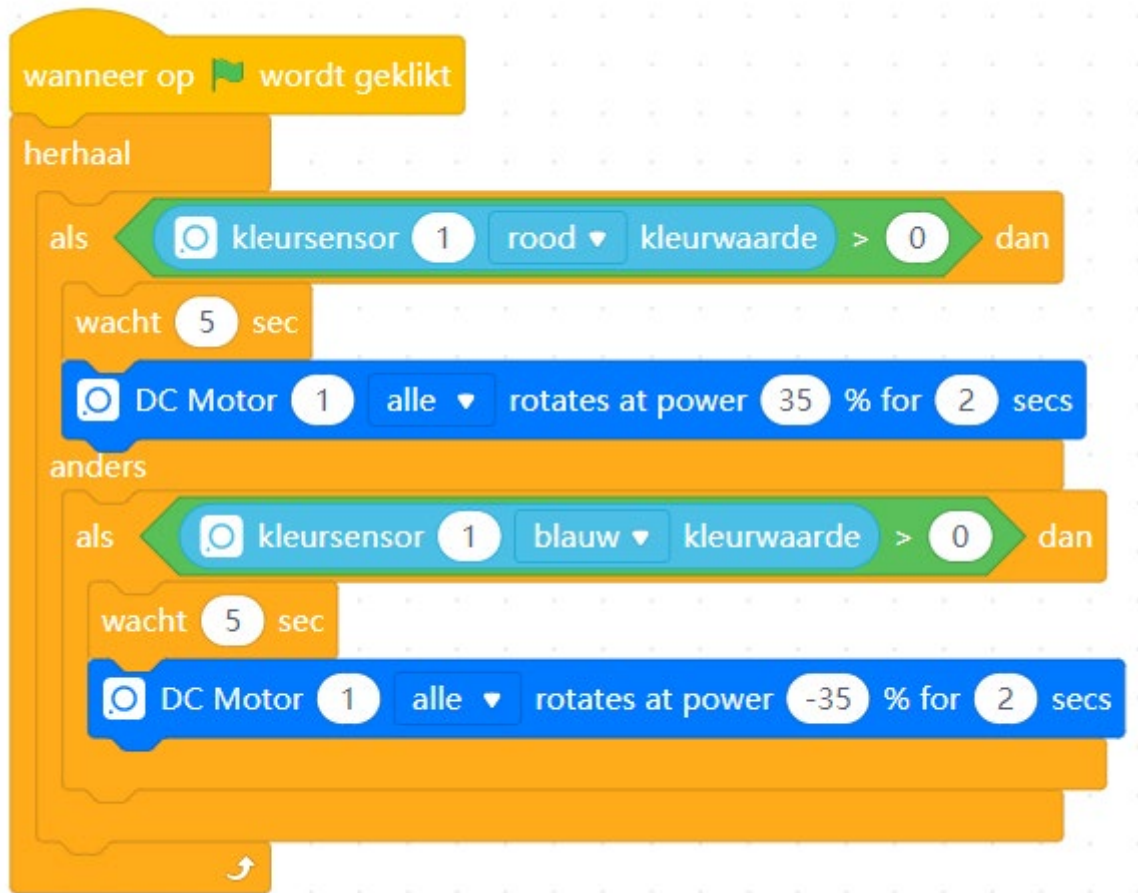 wanneer op wordt geklikt
herhaal
als kleursensor 1 rood kleurwaarde > 0 dan
wacht 5 sec
DC Motor 1 alle rotates at power 35 % for 2 secs
anders
als kleursensor 1 blauw kleurwaarde > 0 dan
wacht 5 sec
DC Motor 1 alle rotates at power -35 % for 2 secs